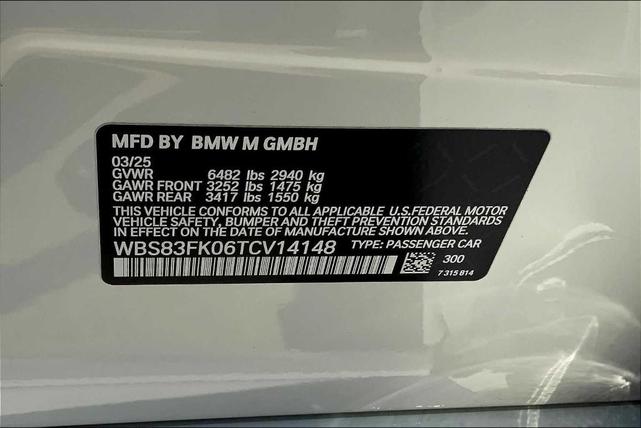 MFD BY BMW M GMBH
03/25
GVWR 6482 lbs 2940 kg
GAWR FRONT 3252 lbs 1475 kg
GAWR REAR 3417 lbs 1550 kg
THIS VEHICLE CONFORMS TO ALL APPLICABLE U.S.FEDERAL MOTOR
VEHICLE SAFETY, BUMPER AND THEFT PREVENTION STANDARDS
IN EFFECT ON THE DATE OF MANUFACTURE SHOWN ABOVE.
WBS83FK06TCV14148 TYPE: PASSENGER CAR
300
7 315 814